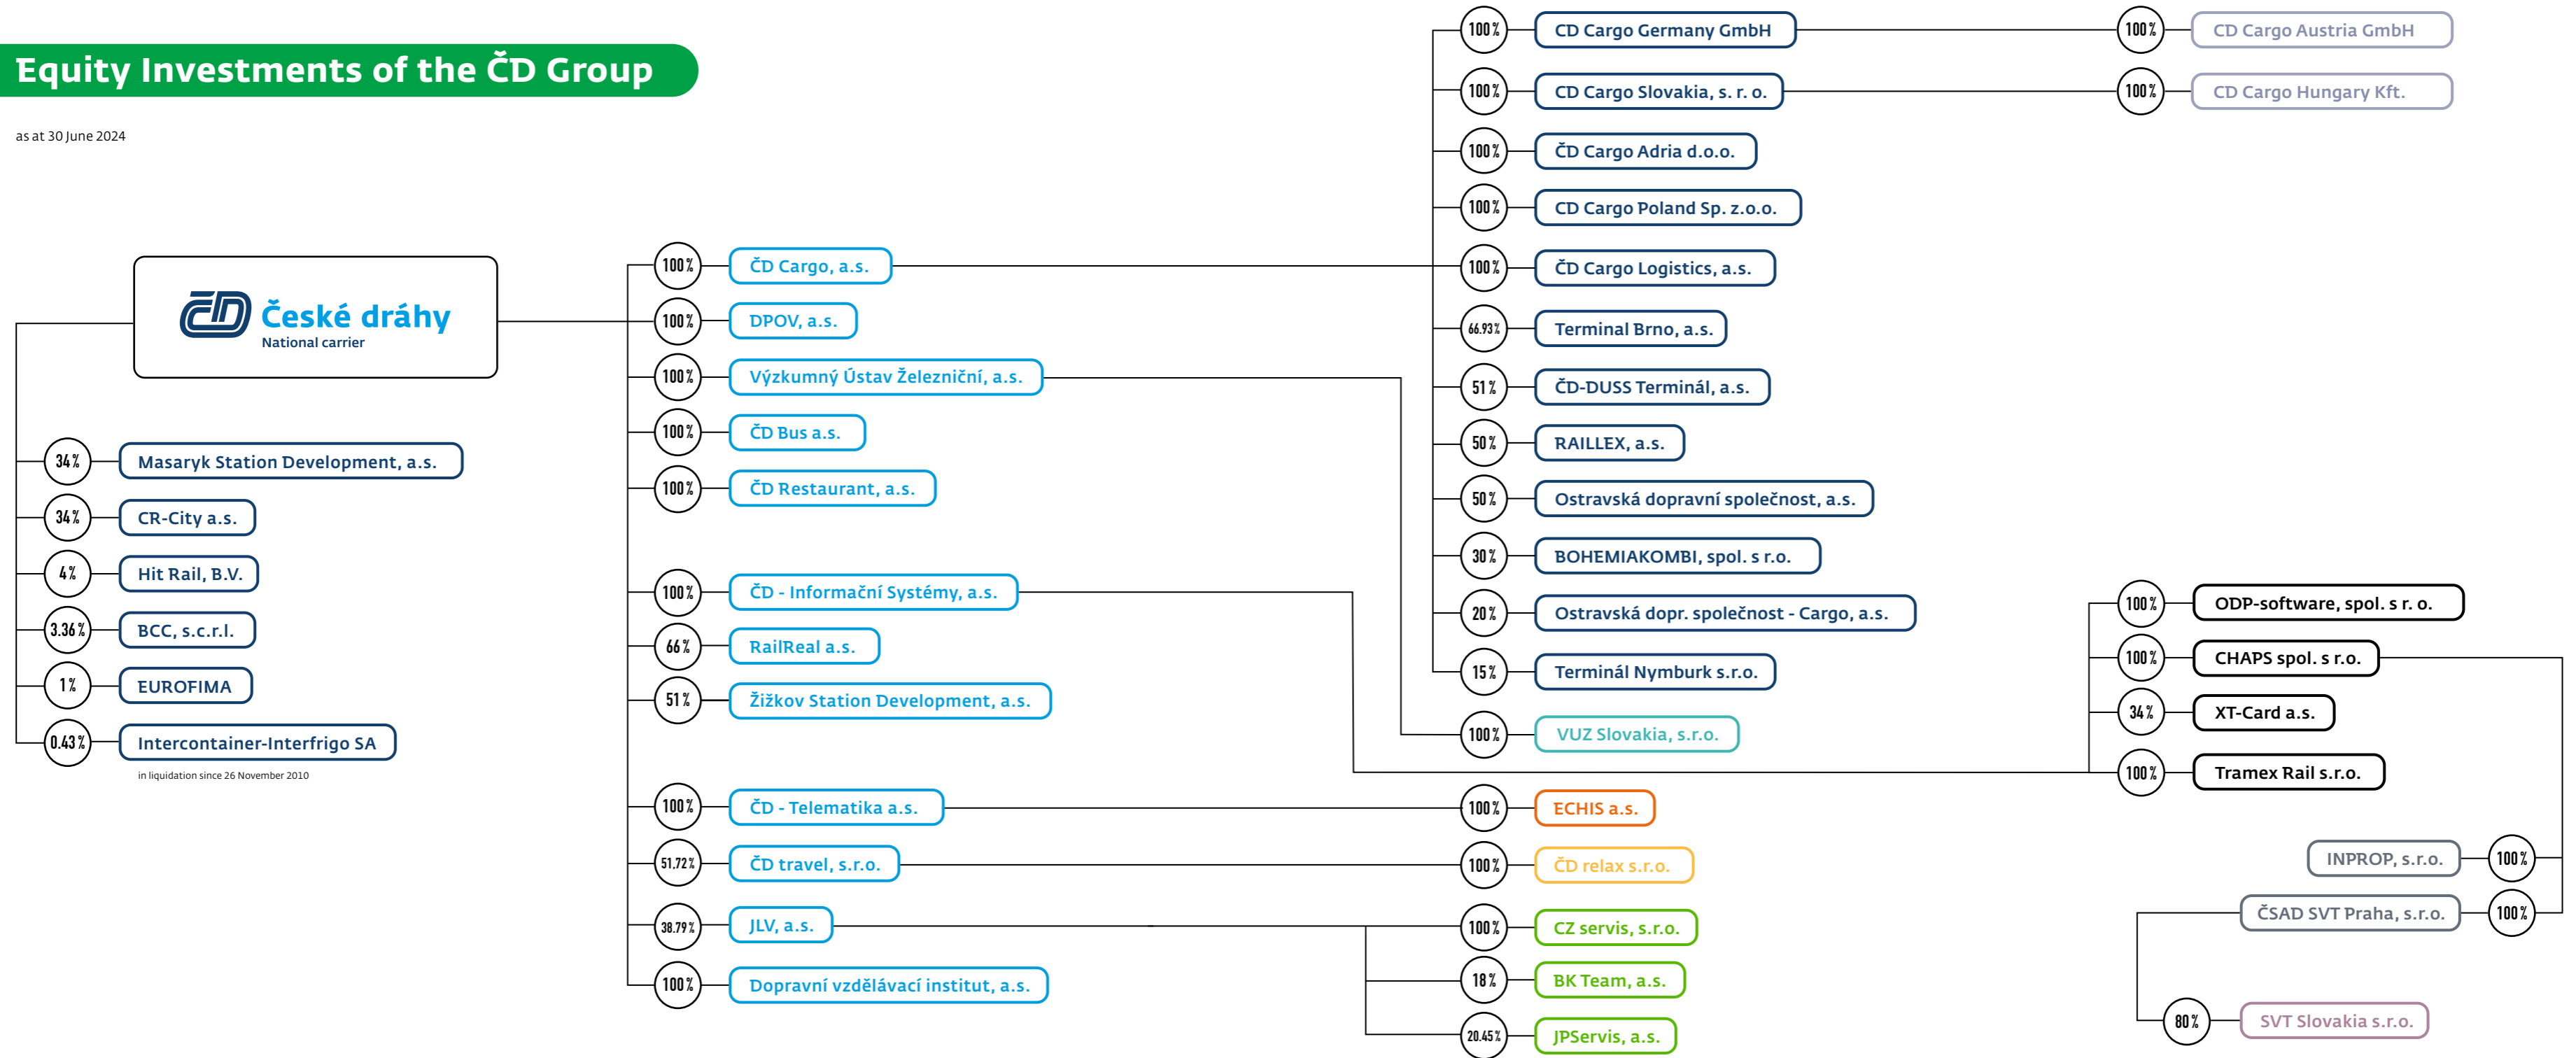 Equity Investments of the ČD Group
as at 30 June 2024
ČD České dráhy
National carrier
34 % Masaryk Station Development, a.s.
34 % CR-City a.s.
4 % Hit Rail, B.V.
3.36 % BCC, s.c.r.l.
1 % EUROFIMA
0.43 % Intercontainer-Interfrigo SA
in liquidation since 26 November 2010
100 % ČD Cargo, a.s.
100 % DPOV, a.s.
100 % Výzkumný Ústav Železniční, a.s.
100 % ČD Bus a.s.
100 % ČD Restaurant, a.s.
100 % ČD - Informační Systémy, a.s.
66 % RailReal a.s.
51 % Žižkov Station Development, a.s.
100 % ČD - Telematika a.s.
51,72 % ČD travel, s.r.o.
38.79 % JLV, a.s.
100 % Dopravní vzdělávací institut, a.s.
100 % CD Cargo Germany GmbH
100 % CD Cargo Slovakia, s. r. o.
100 % ČD Cargo Adria d.o.o.
100 % CD Cargo Poland Sp. z.o.o.
100 % ČD Cargo Logistics, a.s.
66.93 % Terminal Brno, a.s.
51 % ČD-DUSS Terminál, a.s.
50 % RAILLEX, a.s.
50 % Ostravská dopravní společnost, a.s.
30 % BOHEMIAKOMBI, spol. s r.o.
20 % Ostravská dopr. společnost - Cargo, a.s.
15 % Terminál Nymburk s.r.o.
100 % VUZ Slovakia, s.r.o.
100 % ECHIS a.s.
100 % ČD relax s.r.o.
100 % CZ servis, s.r.o.
18 % BK Team, a.s.
20.45 % JPServis, a.s.
100 % CD Cargo Austria GmbH
100 % CD Cargo Hungary Kft.
100 % ODP-software, spol. s r. o.
100 % CHAPS spol. s r.o.
34 % XT-Card a.s.
100 % Tramex Rail s.r.o.
INPROP, s.r.o. 100 %
ČSAD SVT Praha, s.r.o. 100 %
80 % SVT Slovakia s.r.o.